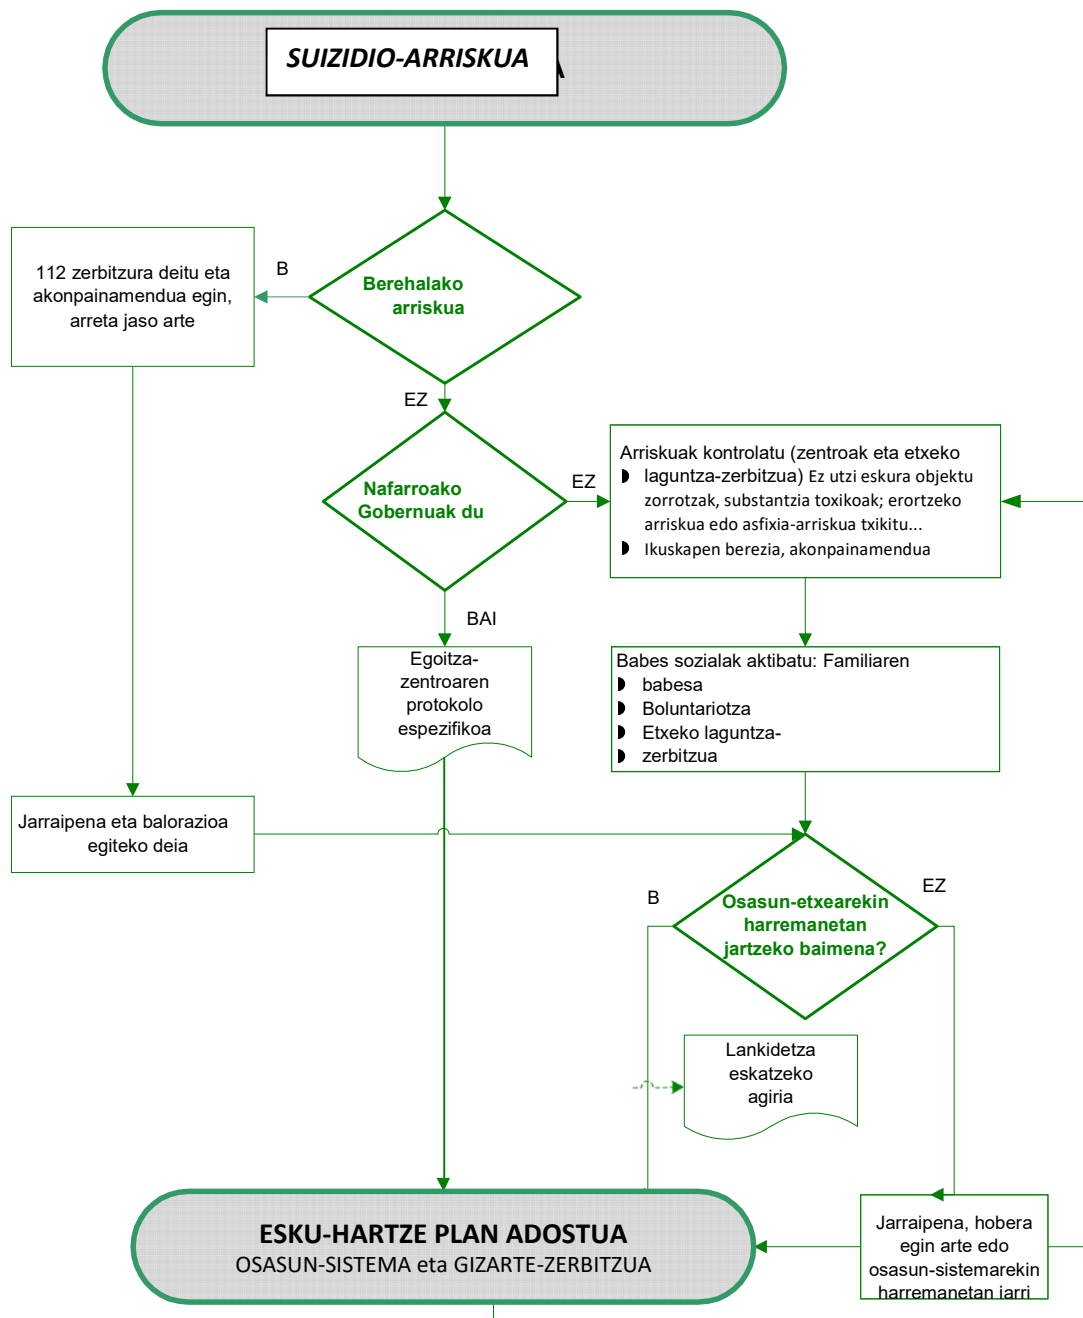 SUIZIDIO-ARRISKUA
A
B
112 zerbitzura deitu eta
akonpainamendua egin,
arreta jaso arte
Berehalako
arriskua
EZ
Nafarroako
Gobernuak du
EZ
Arriskuak kontrolatu (zentroak eta etxeko
◗ laguntza-zerbitzua) Ez utzi eskura objektu
zorrotzak, substantzia toxikoak; erortzeko
arriskua edo asfixia-arriskua txikitu...
◗ Ikuskapen berezia, akonpainamendua
BAI
Egoitza-
zentroaren
protokolo
espezifikoa
Babes sozialak aktibatu: Familiaren
◗ babesa
◗ Boluntariotza
◗ Etxeko laguntza-
◗ zerbitzua
Jarraipena eta balorazioa
egiteko deia
B
EZ
Osasun-etxearekin
harremanetan
jartzeko baimena?
Lankidetza
eskatzeko
agiria
ESKU-HARTZE PLAN ADOSTUA
OSASUN-SISTEMA eta GIZARTE-ZERBITZUA
Jarraipena, hobera
egin arte edo
osasun-sistemarekin
harremanetan jarri